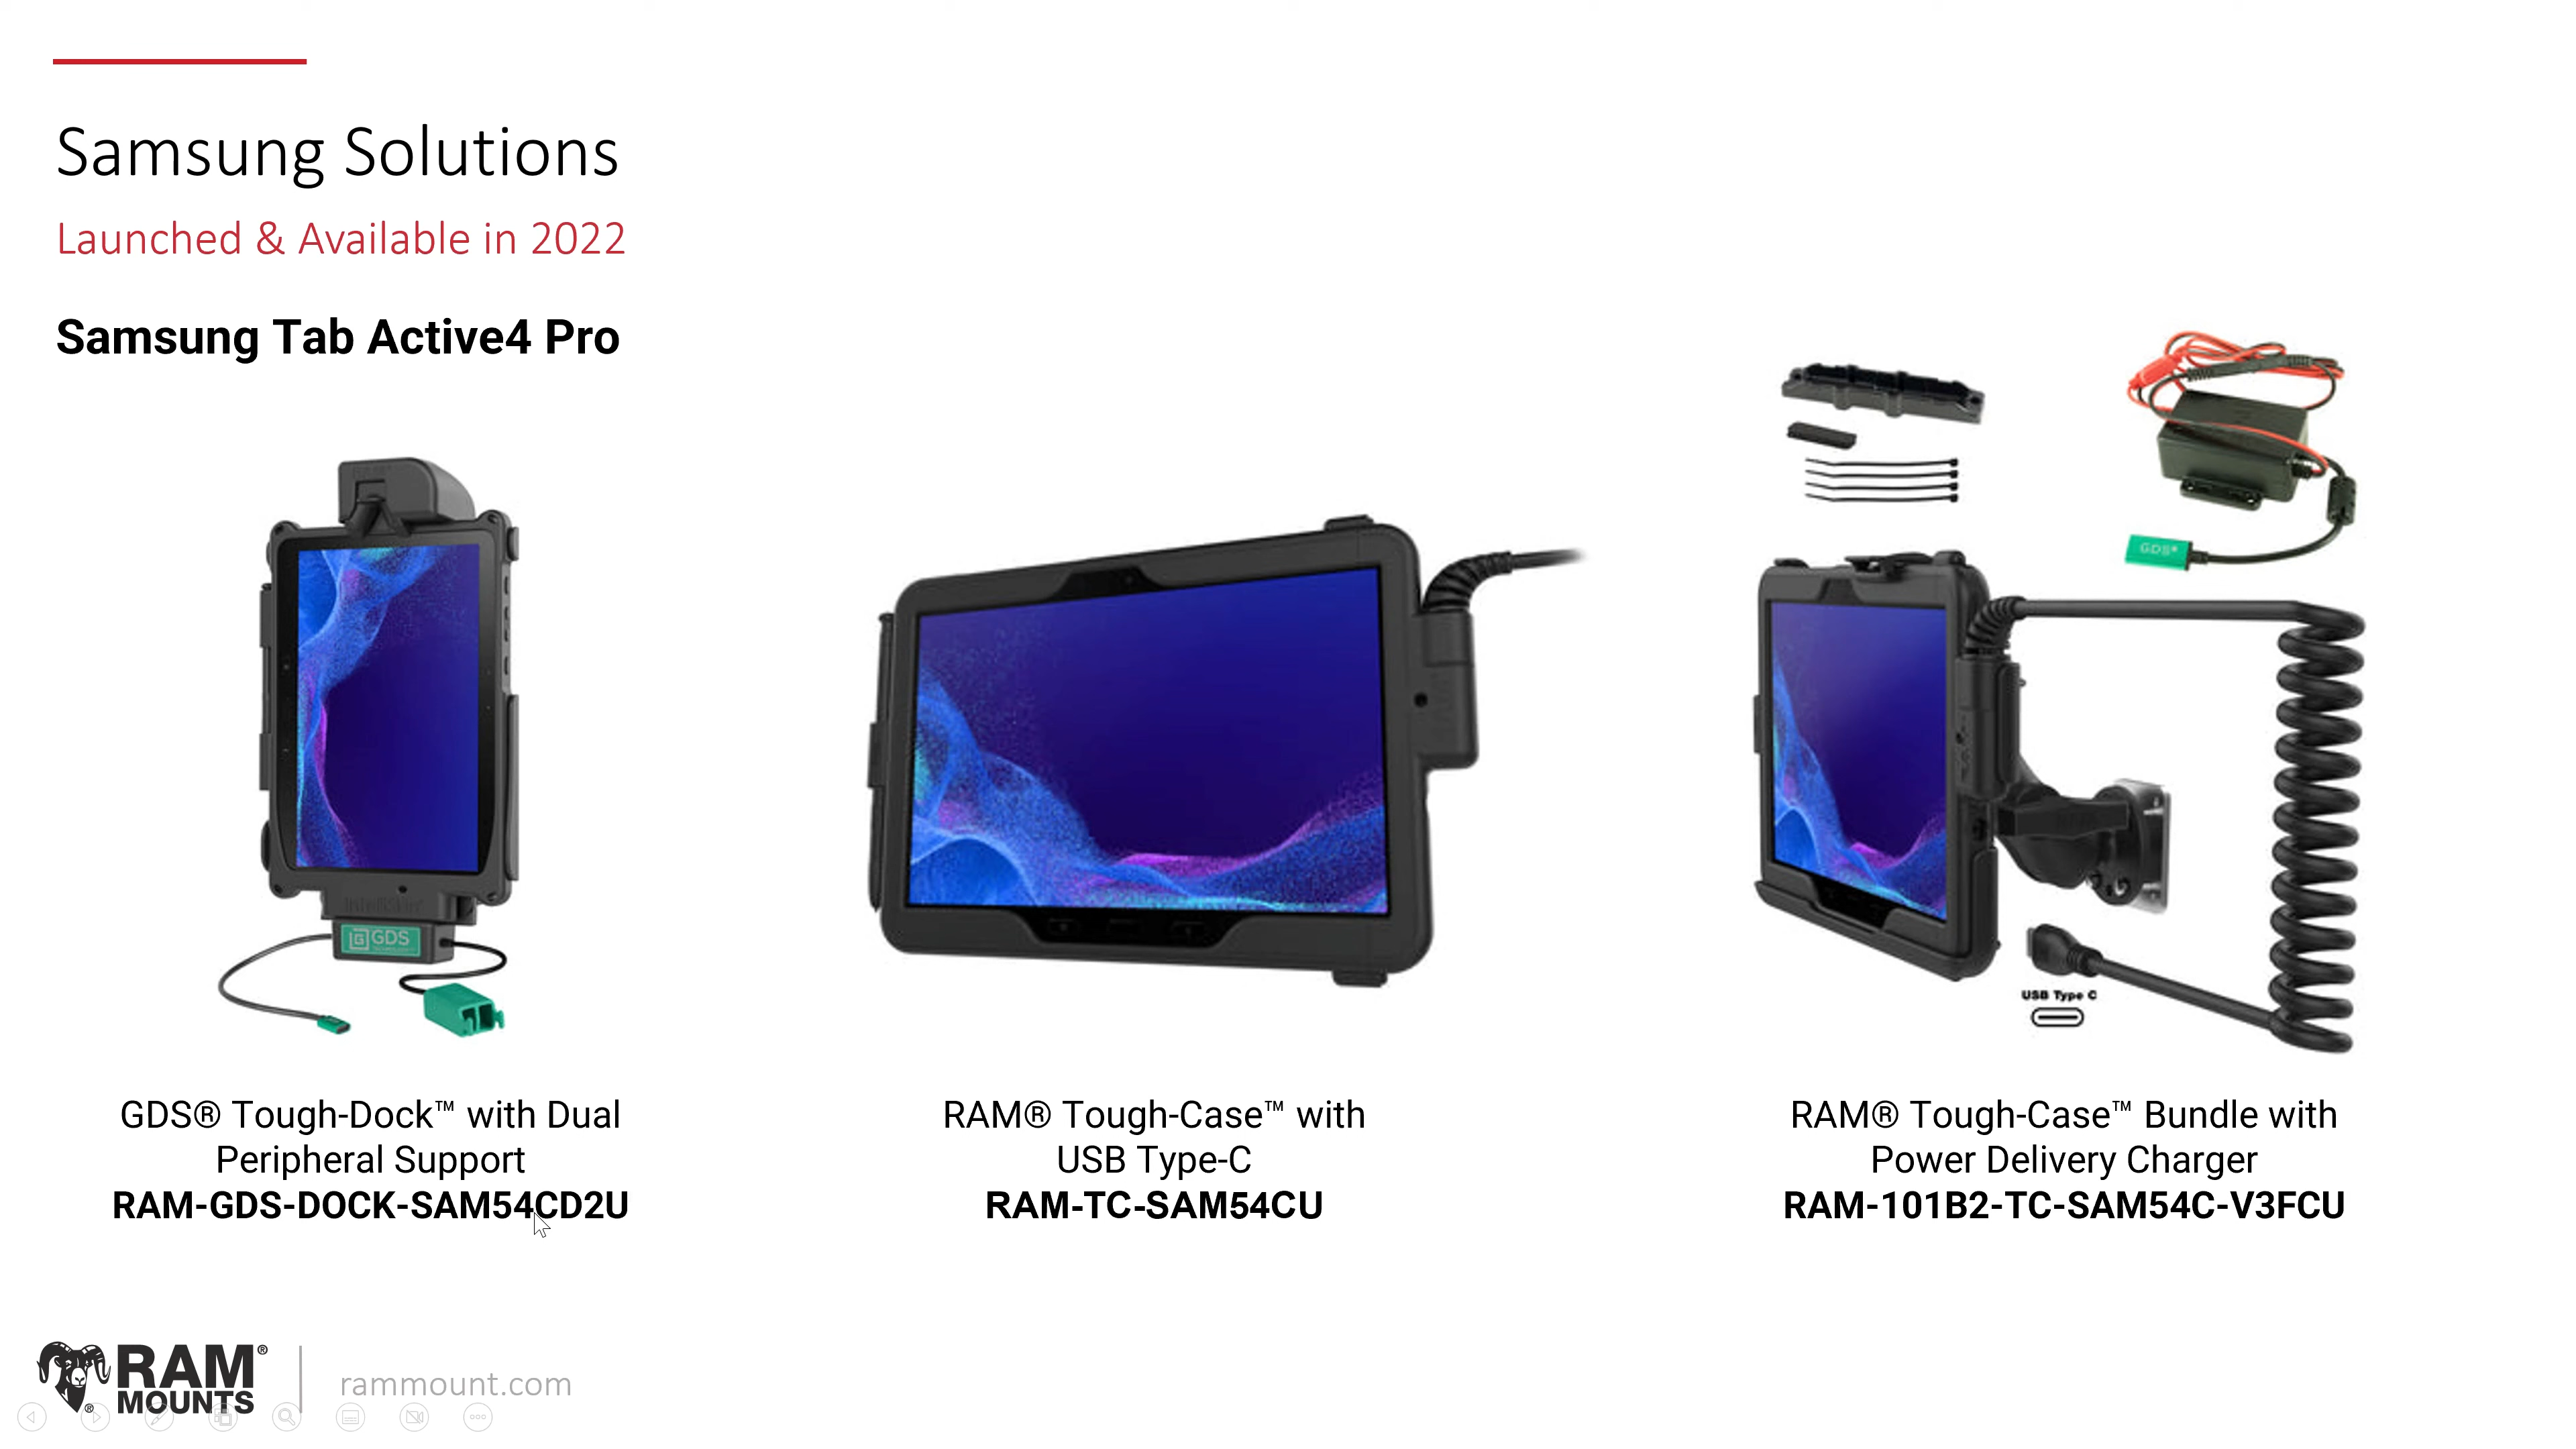 Samsung Solutions
Launched & Available in 2022
Samsung Tab Active4 Pro
GDS®
GDS
USB Type C
GDS® Tough-Dock™ with Dual
Peripheral Support
RAM-GDS-DOCK-SAM54CD2U
RAM® Tough-Case™ with
USB Type-C
RAM-TC-SAM54CU
RAM® Tough-Case™ Bundle with
Power Delivery Charger
RAM-101B2-TC-SAM54C-V3FCU
RAM®
MOUNTS®
rammount.com